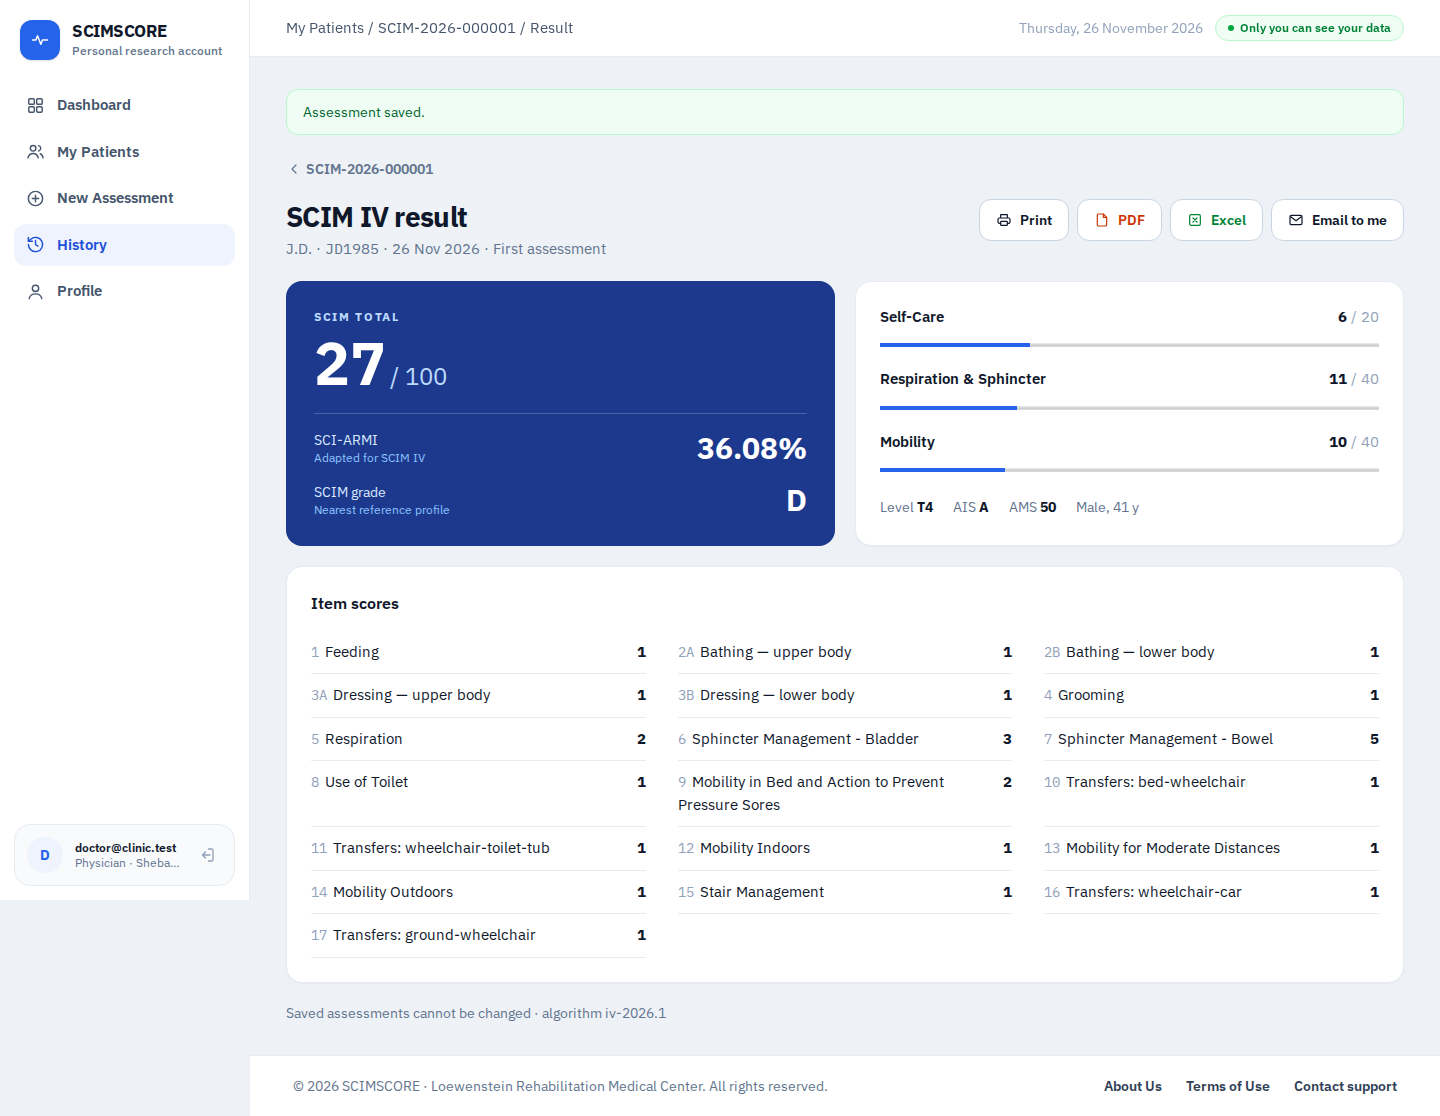 SCIMSCORE
Personal research account
Dashboard
My Patients
New Assessment
History
Profile
D
doctor@clinic.test
Physician · Sheba...
My Patients / SCIM-2026-000001 / Result
Thursday, 26 November 2026
Only you can see your data
Assessment saved.
SCIM-2026-000001
SCIM IV result
J.D. · JD1985 · 26 Nov 2026 · First assessment
Print
PDF
Excel
Email to me
SCIM TOTAL
27 / 100
SCI-ARMI
Adapted for SCIM IV
36.08%
SCIM grade
Nearest reference profile
D
Self-Care 6 / 20
Respiration & Sphincter 11 / 40
Mobility 10 / 40
Level T4 AIS A AMS 50 Male, 41 y
Item scores
1 Feeding 1
2A Bathing — upper body 1
2B Bathing — lower body 1
3A Dressing — upper body 1
3B Dressing — lower body 1
4 Grooming 1
5 Respiration 2
6 Sphincter Management - Bladder 3
7 Sphincter Management - Bowel 5
8 Use of Toilet 1
9 Mobility in Bed and Action to Prevent 2
Pressure Sores
10 Transfers: bed-wheelchair 1
11 Transfers: wheelchair-toilet-tub 1
12 Mobility Indoors 1
13 Mobility for Moderate Distances 1
14 Mobility Outdoors 1
15 Stair Management 1
16 Transfers: wheelchair-car 1
17 Transfers: ground-wheelchair 1
Saved assessments cannot be changed · algorithm iv-2026.1
© 2026 SCIMSCORE · Loewenstein Rehabilitation Medical Center. All rights reserved.
About Us
Terms of Use
Contact support